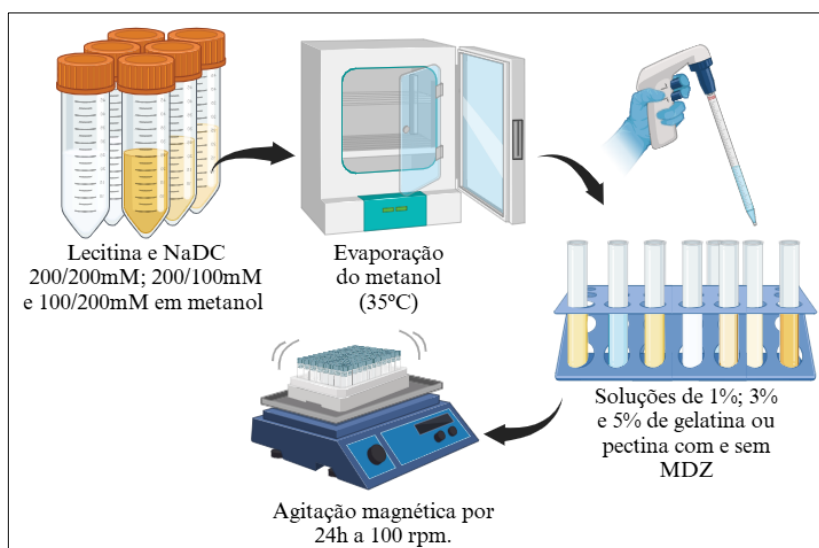 Lecitina e NaDC
200/200mM; 200/100mM
e 100/200mM em metanol
Evaporação
do metanol
(35ºC)
Soluções de 1%; 3%
e 5% de gelatina ou
pectina com e sem
MDZ
Agitação magnética por
24h a 100 rpm.